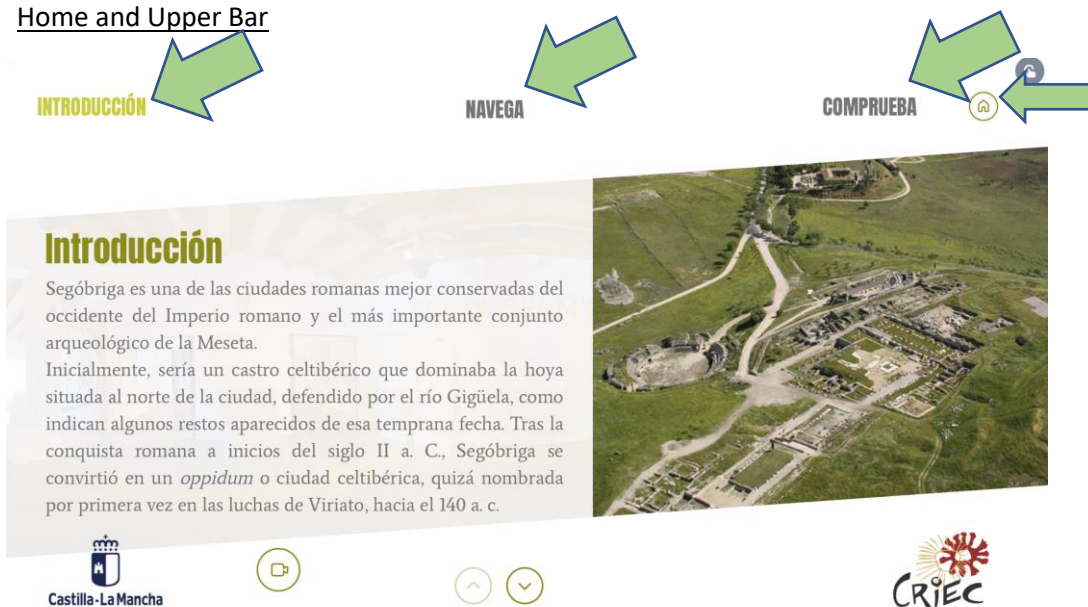 Home and Upper Bar
INTRODUCCIÓN
NAVEGA
COMPRUEBA
Introducción
Segóbriga es una de las ciudades romanas mejor conservadas del
occidente del Imperio romano y el más importante conjunto
arqueológico de la Meseta.
Inicialmente, sería un castro celtibérico que dominaba la hoya
situada al norte de la ciudad, defendido por el río Gigüela, como
indican algunos restos aparecidos de esa temprana fecha. Tras la
conquista romana a inicios del siglo II a. C., Segóbriga se
convirtió en un oppidum o ciudad celtibérica, quizá nombrada
por primera vez en las luchas de Viriato, hacia el 140 a. c.
Castilla-La Mancha
CRIEC